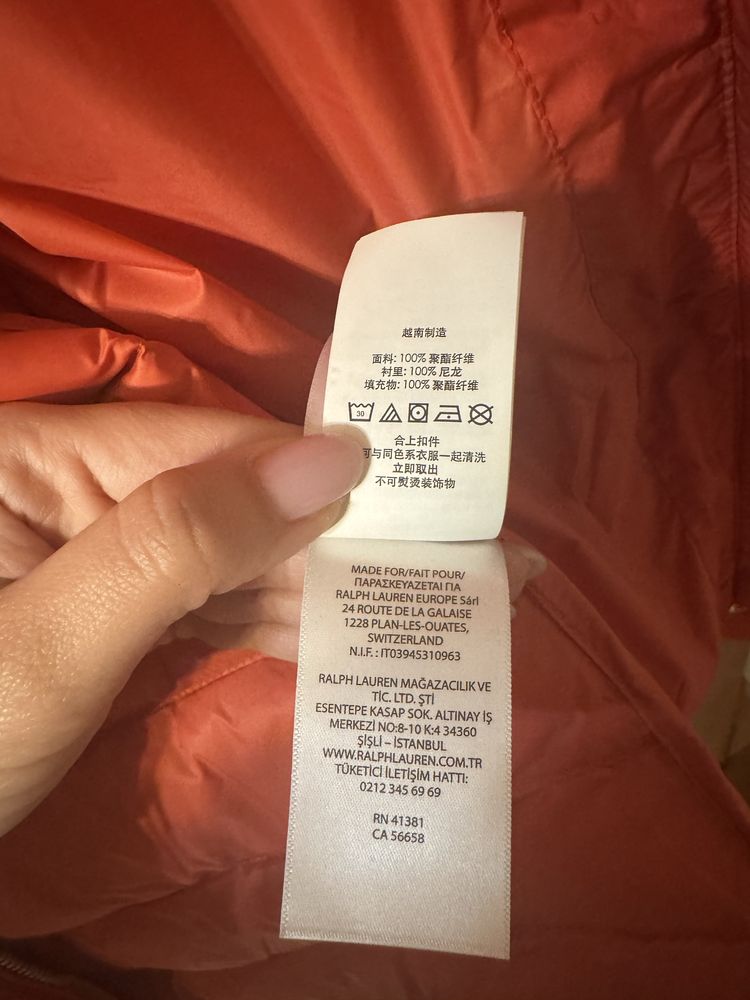 越南制造
面料: 100% 聚酯纤维
衬里: 100% 尼龙
填充物: 100% 聚酯纤维
30
合上扣件
可与同色系衣服一起清洗
立即取出
不可熨烫装饰物
MADE FOR/FAIT POUR/
ΠΑΡΑΣΚΕΥΑΖΕΤΑΙ ΓΙΑ
RALPH LAUREN EUROPE Sárl
24 ROUTE DE LA GALAISE
1228 PLAN-LES-OUATES,
SWITZERLAND
N.I.F. : IT03945310963
RALPH LAUREN MAĞAZACILIK VE
TİC. LTD. ŞTİ
ESENTEPE KASAP SOK. ALTINAY İŞ
MERKEZİ NO:8-10 K:4 34360
ŞİŞLİ – İSTANBUL
WWW.RALPHLAUREN.COM.TR
TÜKETİCİ İLETİŞİM HATTI:
0212 345 69 69
RN 41381
CA 56658